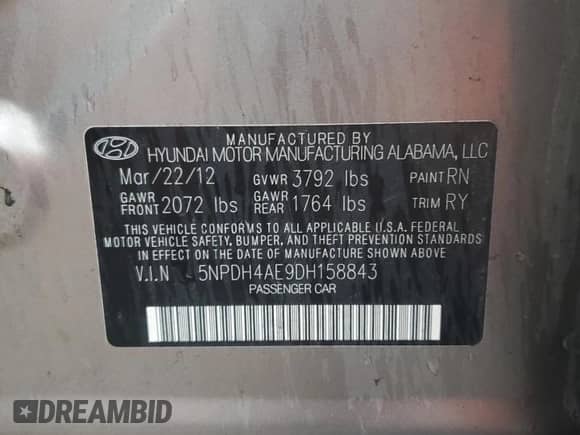 MANUFACTURED BY
HYUNDAI MOTOR MANUFACTURING ALABAMA, LLC
Mar/22/12 GVWR 3792 lbs PAINT RN
GAWR FRONT 2072 lbs GAWR REAR 1764 lbs TRIM RY
THIS VEHICLE CONFORMS TO ALL APPLICABLE U.S.A. FEDERAL
MOTOR VEHICLE SAFETY, BUMPER, AND THEFT PREVENTION
STANDARDS IN EFFECT ON THE DATE OF MANUFACTURE SHOWN ABOVE
V.I.N 5NPDH4AE9DH158843
PASSENGER CAR
DREAMBID